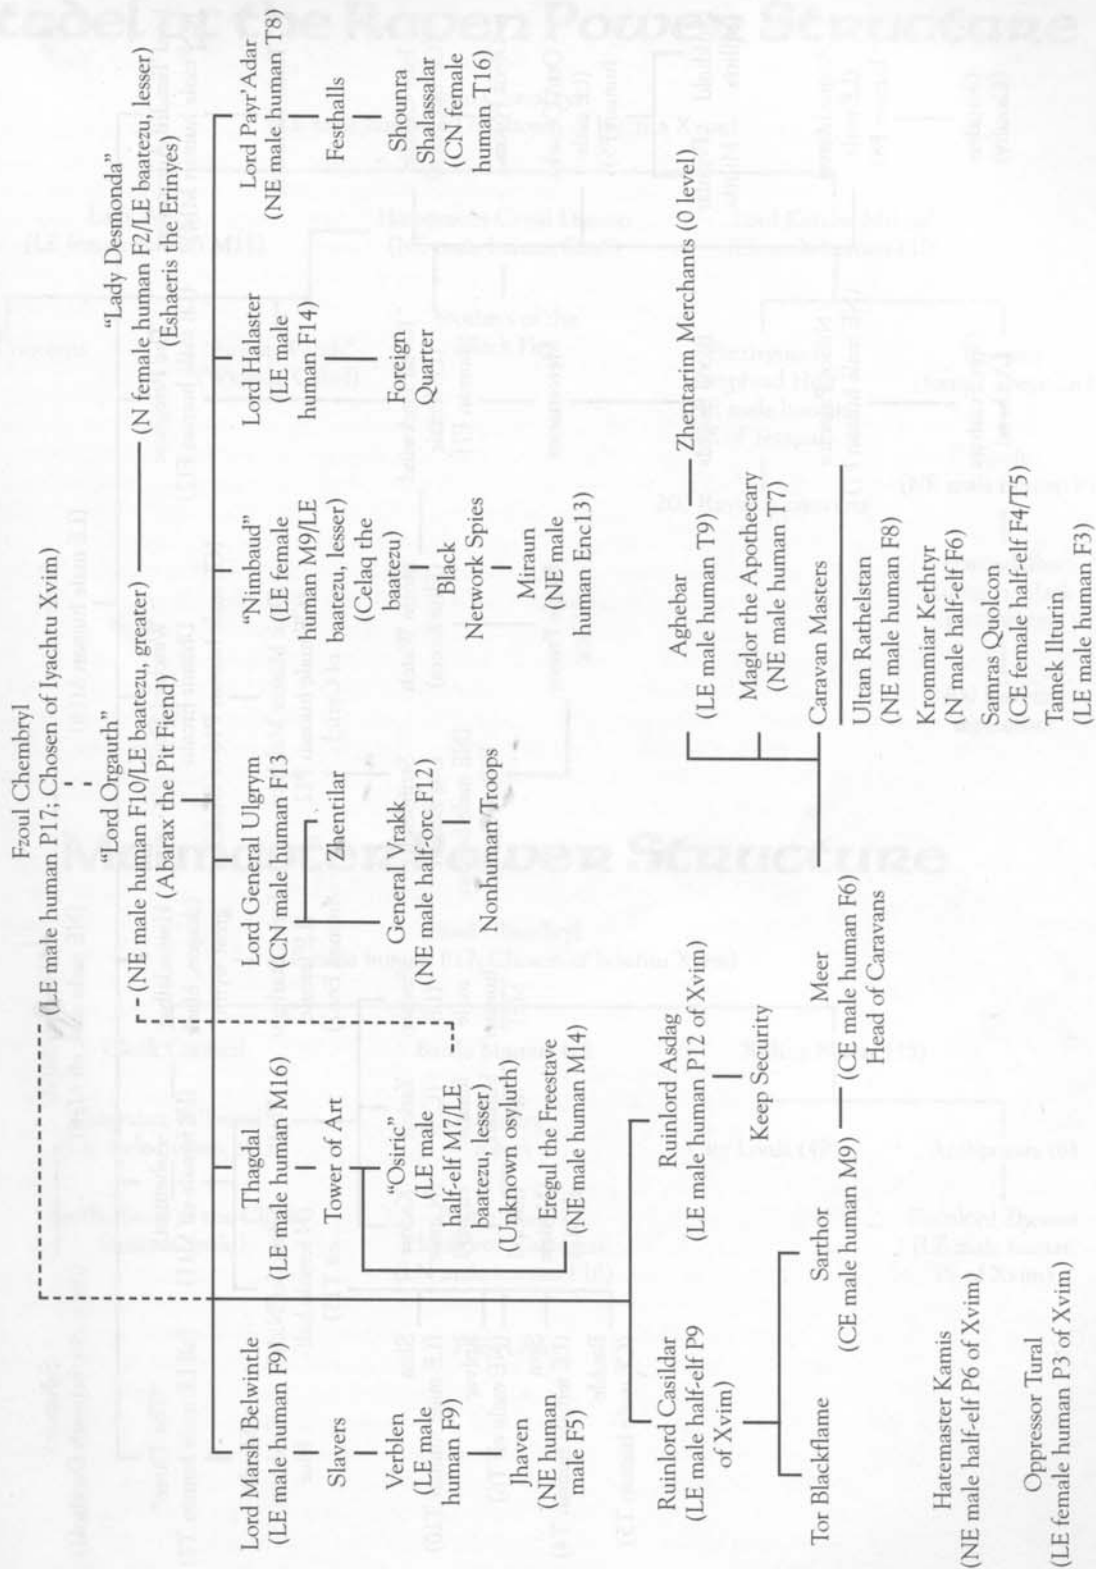 Fzoul Chembryl
(LE male human P17; Chosen of Iyachtu Xvim)
"Lord Orgauth"
(NE male human F10/LE baatezu, greater)
(Abarax the Pit Fiend)
"Lady Desmonda"
(N female human F2/LE baatezu, lesser)
(Eshaeris the Erinyes)
Lord Marsh Belwintle
(LE male human F9)
Slavers
Verblen
(LE male
human F9)
Jhaven
(NE human
male F5)
Thagdal
(LE male human M16)
Tower of Art
"Osiric"
(LE male
half-elf M7/LE
baatezu, lesser)
(Unknown osyluth)
Eregul the Freestave
(NE male human M14)
Lord General Ulgrym
(CN male human F13
Zhentilar
General Vrakk
(NE male half-orc F12)
Nonhuman Troops
"Nimbaud"
(LE female
human M9/LE
baatezu, lesser)
(Celaq the
baatezu)
Black
Network Spies
Miraun
(NE male
human Enc13)
Lord Halaster
(LE male
human F14)
Foreign
Quarter
Lord Payr'Adar
(NE male human T8)
Festhalls
Shounra
Shalassalar
(CN female
human T16)
Ruinlord Casildar
(LE male half-elf P9
of Xvim)
Ruinlord Asdag
(LE male human P12 of Xvim)
Keep Security
Tor Blackflame
Sarthor
(CE male human M9)
Meer
(CE male human F6)
Head of Caravans
Aghebar
(LE male human T9)
Zhentarim Merchants (0 level)
Maglor the Apothecary
(NE male human T7)
Caravan Masters
Ultan Rathelstan
(NE male human F8)
Kromiar Kethtyr
(N male half-elf F6)
Samras Quolcon
(CE female half-elf F4/T5)
Tamek Ilturin
(LE male human F3)
Hatemaster Kamis
(NE male half-elf P6 of Xvim)
Oppressor Tural
(LE female human P3 of Xvim)